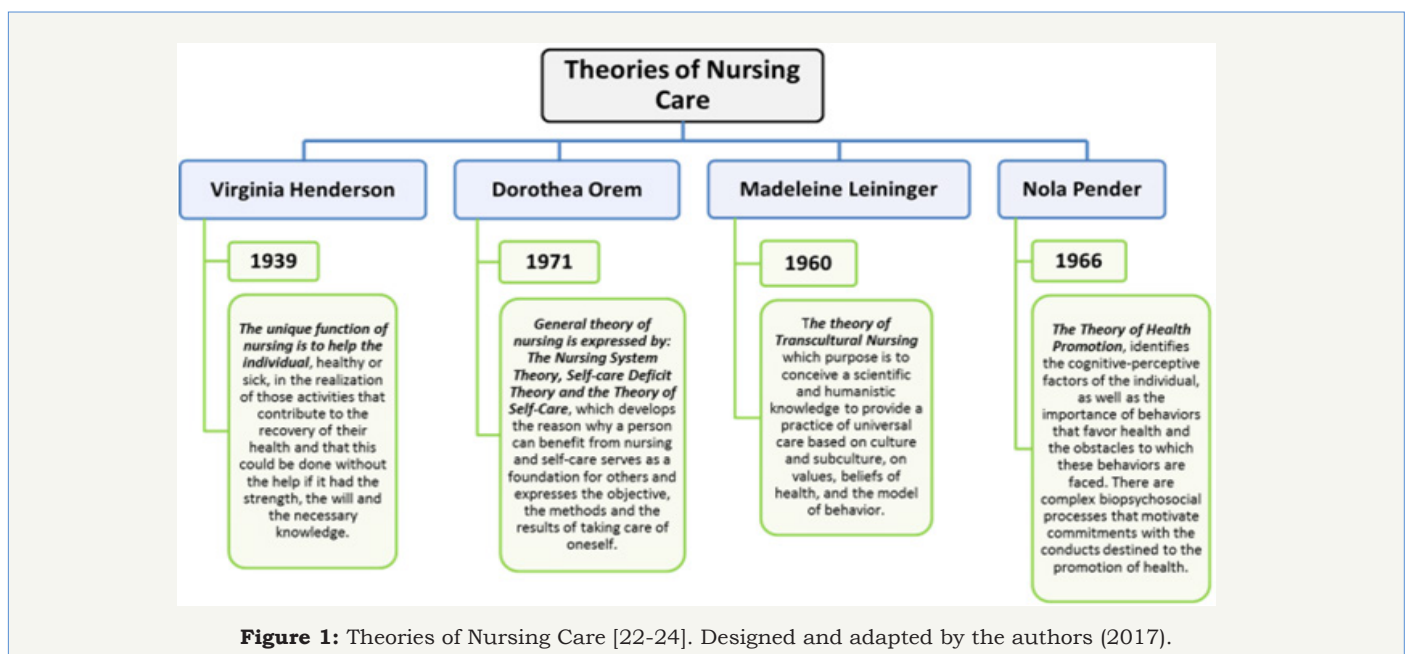 Theories of Nursing
Care
Virginia Henderson
1939
The unique function of
nursing is to help the
individual, healthy or
sick, in the realization
of those activities that
contribute to the
recovery of their
health and that this
could be done without
the help if it had the
strength, the will and
the necessary
knowledge.
Dorothea Orem
1971
General theory of
nursing is expressed by:
The Nursing System
Theory, Self-care Deficit
Theory and the Theory of
Self-Care, which develops
the reason why a person
can benefit from nursing
and self-care serves as a
foundation for others and
expresses the objective,
the methods and the
results of taking care of
oneself.
Madeleine Leininger
1960
The theory of
Transcultural Nursing
which purpose is to
conceive a scientific
and humanistic
knowledge to provide a
practice of universal
care based on culture
and subculture, on
values, beliefs of
health, and the model
of behavior.
Nola Pender
1966
The Theory of Health
Promotion, identifies
the cognitive-perceptive
factors of the individual,
as well as the
importance of behaviors
that favor health and
the obstacles to which
these behaviors are
faced. There are
complex biopsychosocial
processes that motivate
commitments with the
conducts destined to the
promotion of health.
Figure 1: Theories of Nursing Care [22-24]. Designed and adapted by the authors (2017).